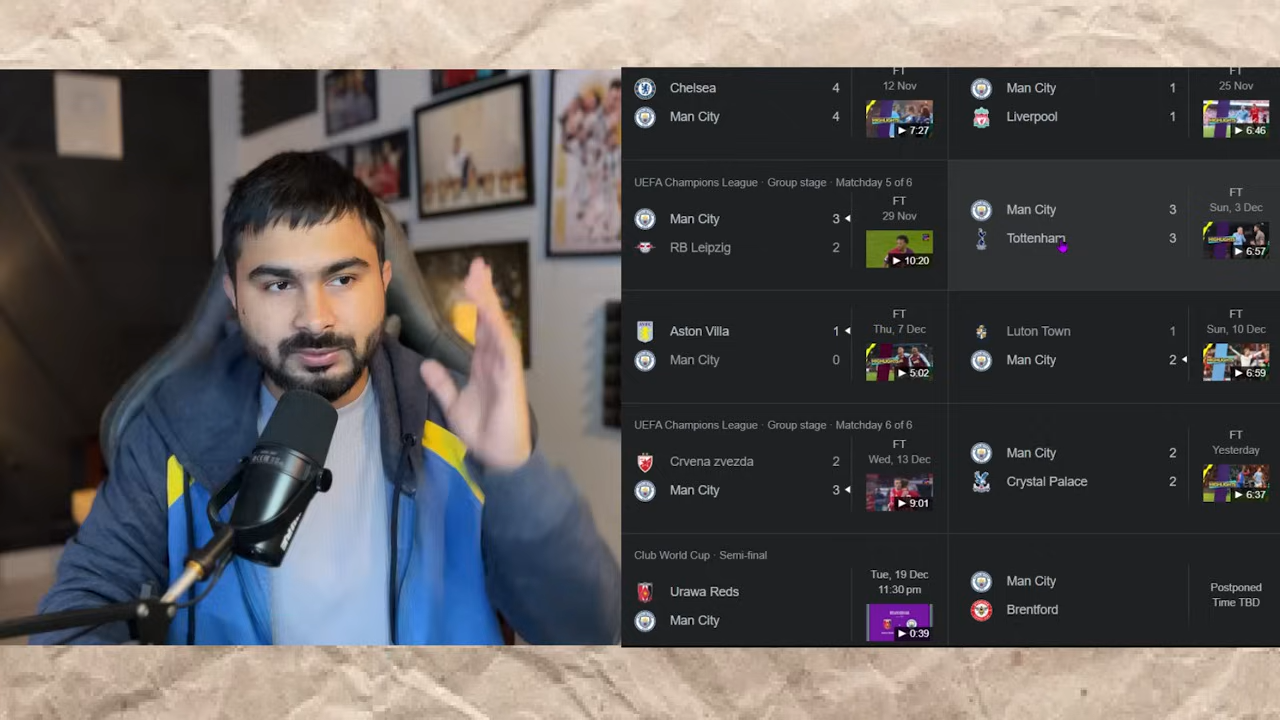 Chelsea 4
Man City 4
FT
12 Nov
7:27
Man City 1
Liverpool 1
FT
25 Nov
6:46
UEFA Champions League · Group stage · Matchday 5 of 6
Man City 3
RB Leipzig 2
FT
29 Nov
10:20
Man City 3
Tottenham 3
FT
Sun, 3 Dec
6:57
Aston Villa 1
Man City 0
FT
Thu, 7 Dec
5:02
Luton Town 1
Man City 2
FT
Sun, 10 Dec
6:59
UEFA Champions League · Group stage · Matchday 6 of 6
Crvena zvezda 2
Man City 3
FT
Wed, 13 Dec
9:01
Man City 2
Crystal Palace 2
FT
Yesterday
6:37
Club World Cup · Semi-final
Urawa Reds
Man City
Tue, 19 Dec
11:30 pm
0:39
Man City
Brentford
Postponed
Time TBD